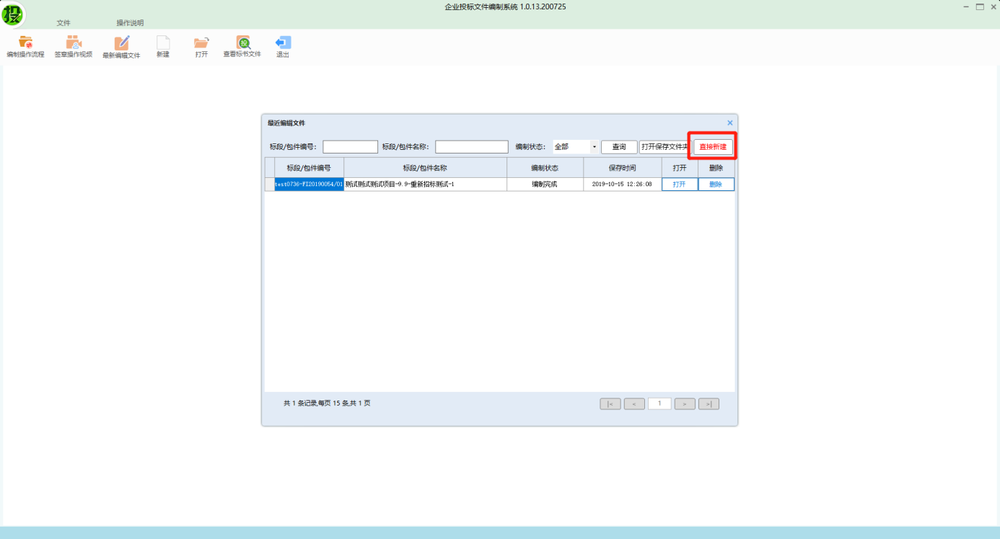 企业投标文件编制系统 1.0.13.200725
投
文件 操作说明
编制操作流程 签章操作视频 最新编辑文件 新建 打开 查看标书文件 退出
最近编辑文件
标段/包件编号: 标段/包件名称: 编制状态: 全部 查询 打开保存文件夹 直接新建
标段/包件编号 标段/包件名称 编制状态 保存时间 打开 删除
test0736-FI20190054/01 测试测试测试项目-9.9-重新招标测试-1 编制完成 2019-10-15 12:26:08 打开 删除
共 1 条记录,每页 15 条,共 1 页 |< < 1 > >|